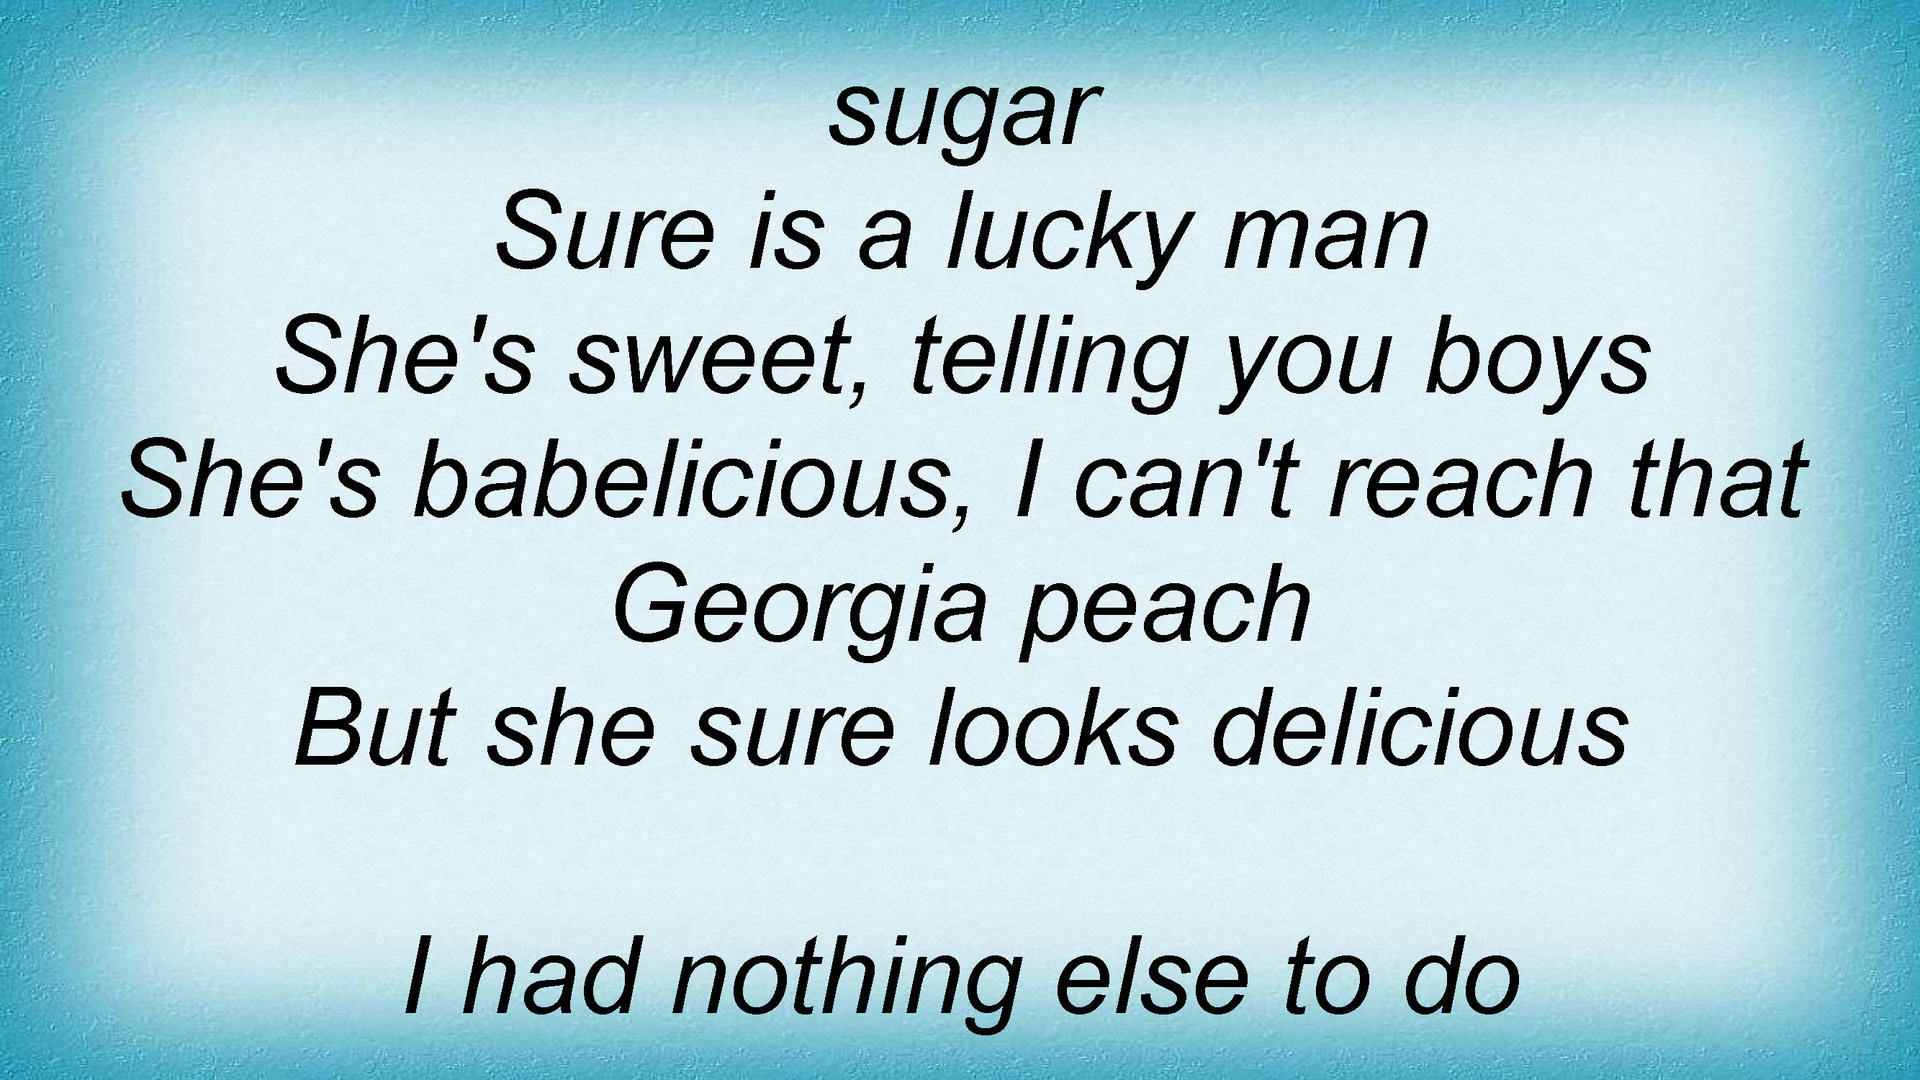 sugar
Sure is a lucky man
She's sweet, telling you boys
She's babelicious, I can't reach that
Georgia peach
But she sure looks delicious
I had nothing else to do